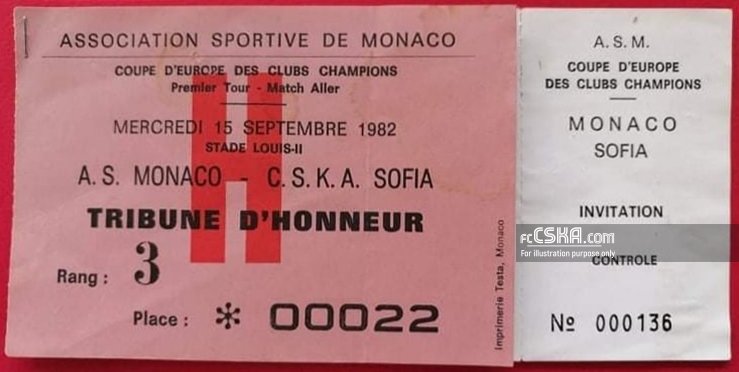 ASSOCIATION SPORTIVE DE MONACO
COUPE D'EUROPE DES CLUBS CHAMPIONS
Premier Tour - Match Aller
MERCREDI 15 SEPTEMBRE 1982
STADE LOUIS-II
A. S. MONACO - C. S. K. A. SOFIA
TRIBUNE D'HONNEUR
H
Rang : 3
Place : * 00022
Imprimerie Testa, Monaco
A. S. M.
COUPE D'EUROPE
DES CLUBS CHAMPIONS
MONACO
SOFIA
INVITATION
fcCSKA.com
For illustration purpose only
CONTROLE
No 000136